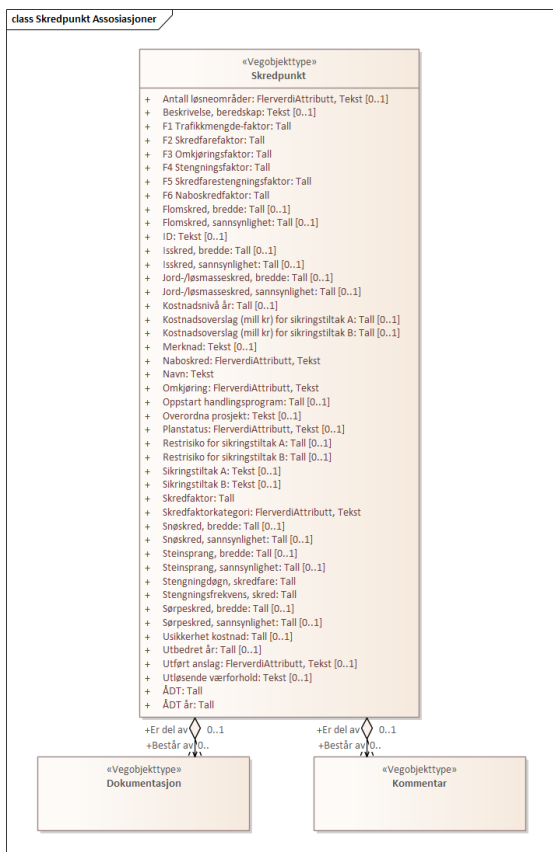 class Skredpunkt Assosiasjoner
«Vegobjekttype»
Skredpunkt
+ Antall løsneområder: FlerverdiAttributt, Tekst [0..1]
+ Beskrivelse, beredskap: Tekst [0..1]
+ F1 Trafikkmengde-faktor: Tall
+ F2 Skredfarefaktor: Tall
+ F3 Omkjøringsfaktor: Tall
+ F4 Stengningsfaktor: Tall
+ F5 Skredfarestengningsfaktor: Tall
+ F6 Naboskredfaktor: Tall
+ Flomskred, bredde: Tall [0..1]
+ Flomskred, sannsynlighet: Tall [0..1]
+ ID: Tekst [0..1]
+ Isskred, bredde: Tall [0..1]
+ Isskred, sannsynlighet: Tall [0..1]
+ Jord-/løsmasseskred, bredde: Tall [0..1]
+ Jord-/løsmasseskred, sannsynlighet: Tall [0..1]
+ Kostnadsnivå år: Tall [0..1]
+ Kostnadsoverslag (mill kr) for sikringstiltak A: Tall [0..1]
+ Kostnadsoverslag (mill kr) for sikringstiltak B: Tall [0..1]
+ Merknad: Tekst [0..1]
+ Naboskred: FlerverdiAttributt, Tekst
+ Navn: Tekst
+ Omkjøring: FlerverdiAttributt, Tekst
+ Oppstart handlingsprogram: Tall [0..1]
+ Overordna prosjekt: Tekst [0..1]
+ Planstatus: FlerverdiAttributt, Tekst [0..1]
+ Restrisiko for sikringstiltak A: Tall [0..1]
+ Restrisiko for sikringstiltak B: Tall [0..1]
+ Sikringstiltak A: Tekst [0..1]
+ Sikringstiltak B: Tekst [0..1]
+ Skredfaktor: Tall
+ Skredfaktorkategori: FlerverdiAttributt, Tekst
+ Snøskred, bredde: Tall [0..1]
+ Snøskred, sannsynlighet: Tall [0..1]
+ Steinsprang, bredde: Tall [0..1]
+ Steinsprang, sannsynlighet: Tall [0..1]
+ Stengningdøgn, skredfare: Tall
+ Stengningsfrekvens, skred: Tall
+ Sørpeskred, bredde: Tall [0..1]
+ Sørpeskred, sannsynlighet: Tall [0..1]
+ Usikkerhet kostnad: Tall [0..1]
+ Utbedret år: Tall [0..1]
+ Utført anslag: FlerverdiAttributt, Tekst [0..1]
+ Utløsende værforhold: Tekst [0..1]
+ ÅDT: Tall
+ ÅDT år: Tall
+Er del av 0..1 +Er del av 0..1
+Består av 0.. +Består av 0..
«Vegobjekttype» «Vegobjekttype»
Dokumentasjon Kommentar